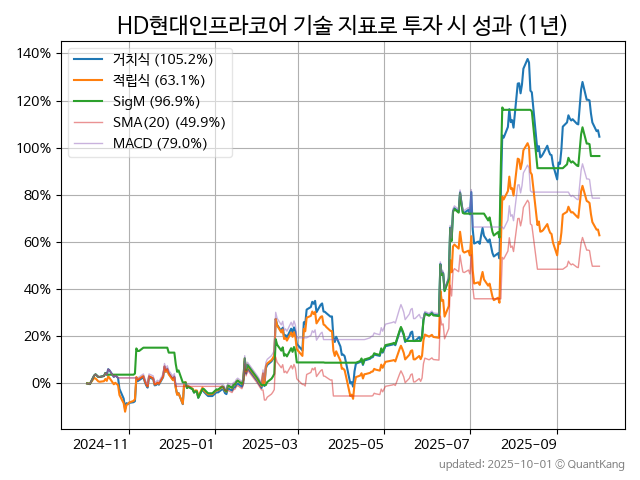 HD현대인프라코어 기술 지표로 투자 시 성과 (1년)
140%
120%
100%
80%
60%
40%
20%
0%
거치식 (105.2%)
적립식 (63.1%)
SigM (96.9%)
SMA(20) (49.9%)
MACD (79.0%)
2024-11
2025-01
2025-03
2025-05
2025-07
2025-09
updated: 2025-10-01 © QuantKang